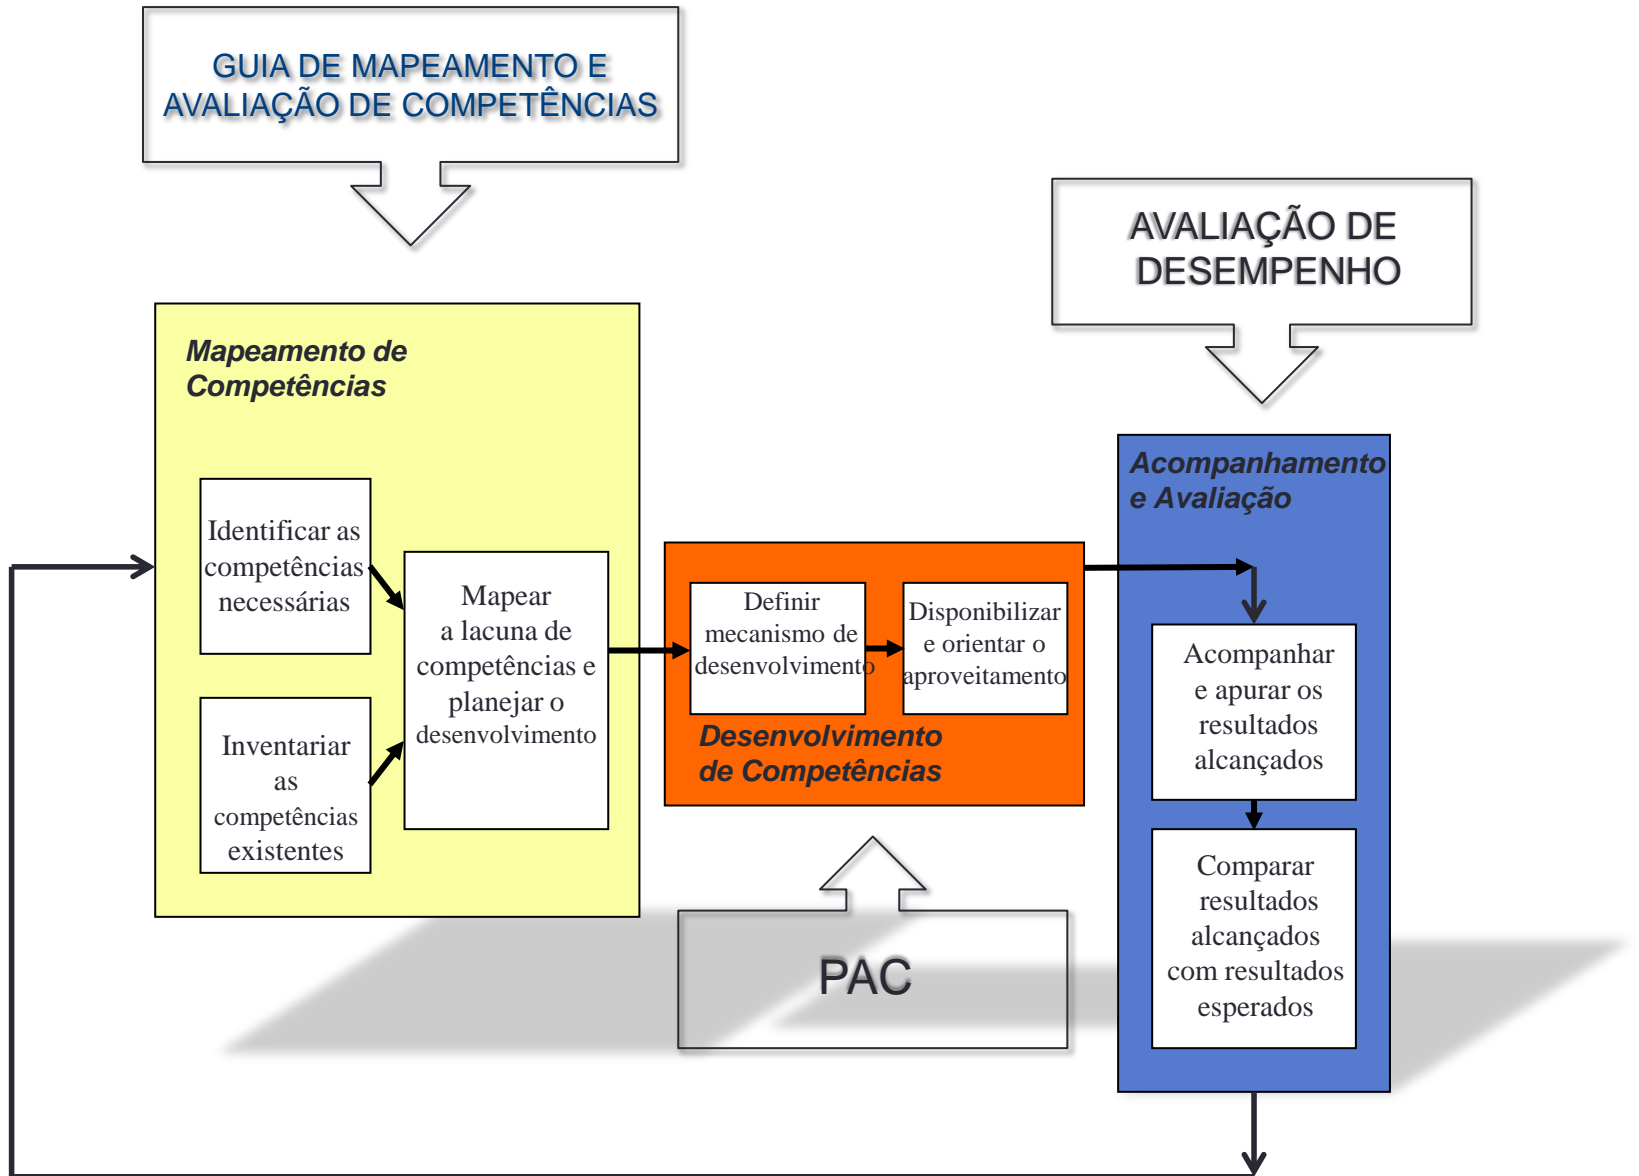 GUIA DE MAPEAMENTO E
AVALIAÇÃO DE COMPETÊNCIAS
AVALIAÇÃO DE
DESEMPENHO
Mapeamento de
Competências
Identificar as
competências
necessárias
Inventariar
as
competências
existentes
Mapear
a lacuna de
competências e
planejar o
desenvolvimento
Definir
mecanismo de
desenvolvimento
Disponibilizar
e orientar o
aproveitamento
Desenvolvimento
de Competências
PAC
Acompanhamento
e Avaliação
Acompanhar
e apurar os
resultados
alcançados
Comparar
resultados
alcançados
com resultados
esperados